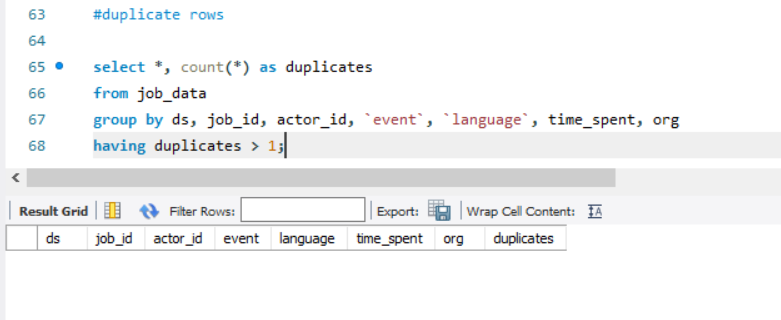 63 #duplicate rows
64
65 select *, count(*) as duplicates
66 from job_data
67 group by ds, job_id, actor_id, `event`, `language`, time_spent, org
68 having duplicates > 1;
Result Grid Filter Rows: Export: Wrap Cell Content: IA
ds job_id actor_id event language time_spent org duplicates